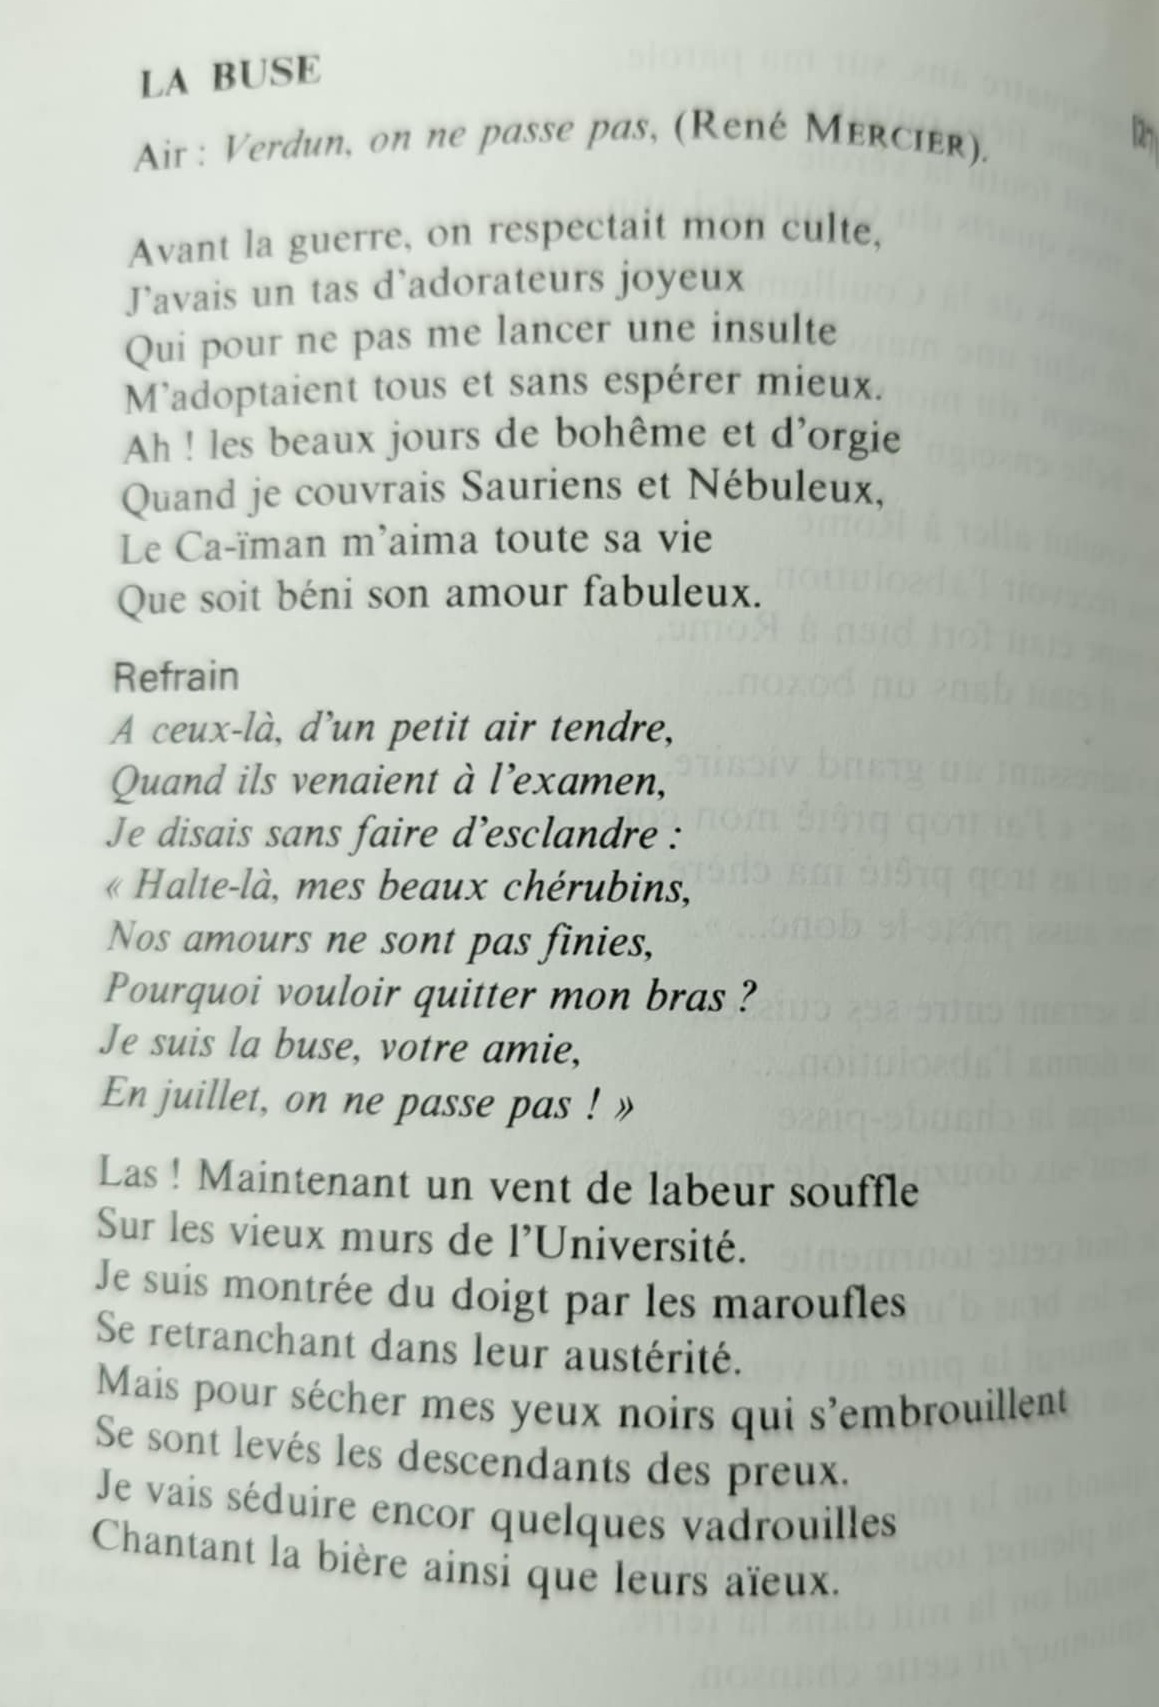 LA BUSE
Air : Verdun, on ne passe pas, (René MERCIER).
Avant la guerre, on respectait mon culte,
J'avais un tas d'adorateurs joyeux
Qui pour ne pas me lancer une insulte
M'adoptaient tous et sans espérer mieux.
Ah ! les beaux jours de bohême et d'orgie
Quand je couvrais Sauriens et Nébuleux,
Le Ca-ïman m'aima toute sa vie
Que soit béni son amour fabuleux.
Refrain
A ceux-là, d'un petit air tendre,
Quand ils venaient à l'examen,
Je disais sans faire d'esclandre :
« Halte-là, mes beaux chérubins,
Nos amours ne sont pas finies,
Pourquoi vouloir quitter mon bras ?
Je suis la buse, votre amie,
En juillet, on ne passe pas ! »
Las ! Maintenant un vent de labeur souffle
Sur les vieux murs de l'Université.
Je suis montrée du doigt par les maroufles
Se retranchant dans leur austérité.
Mais pour sécher mes yeux noirs qui s'embrouillent
Se sont levés les descendants des preux.
Je vais séduire encor quelques vadrouilles
Chantant la bière ainsi que leurs aïeux.